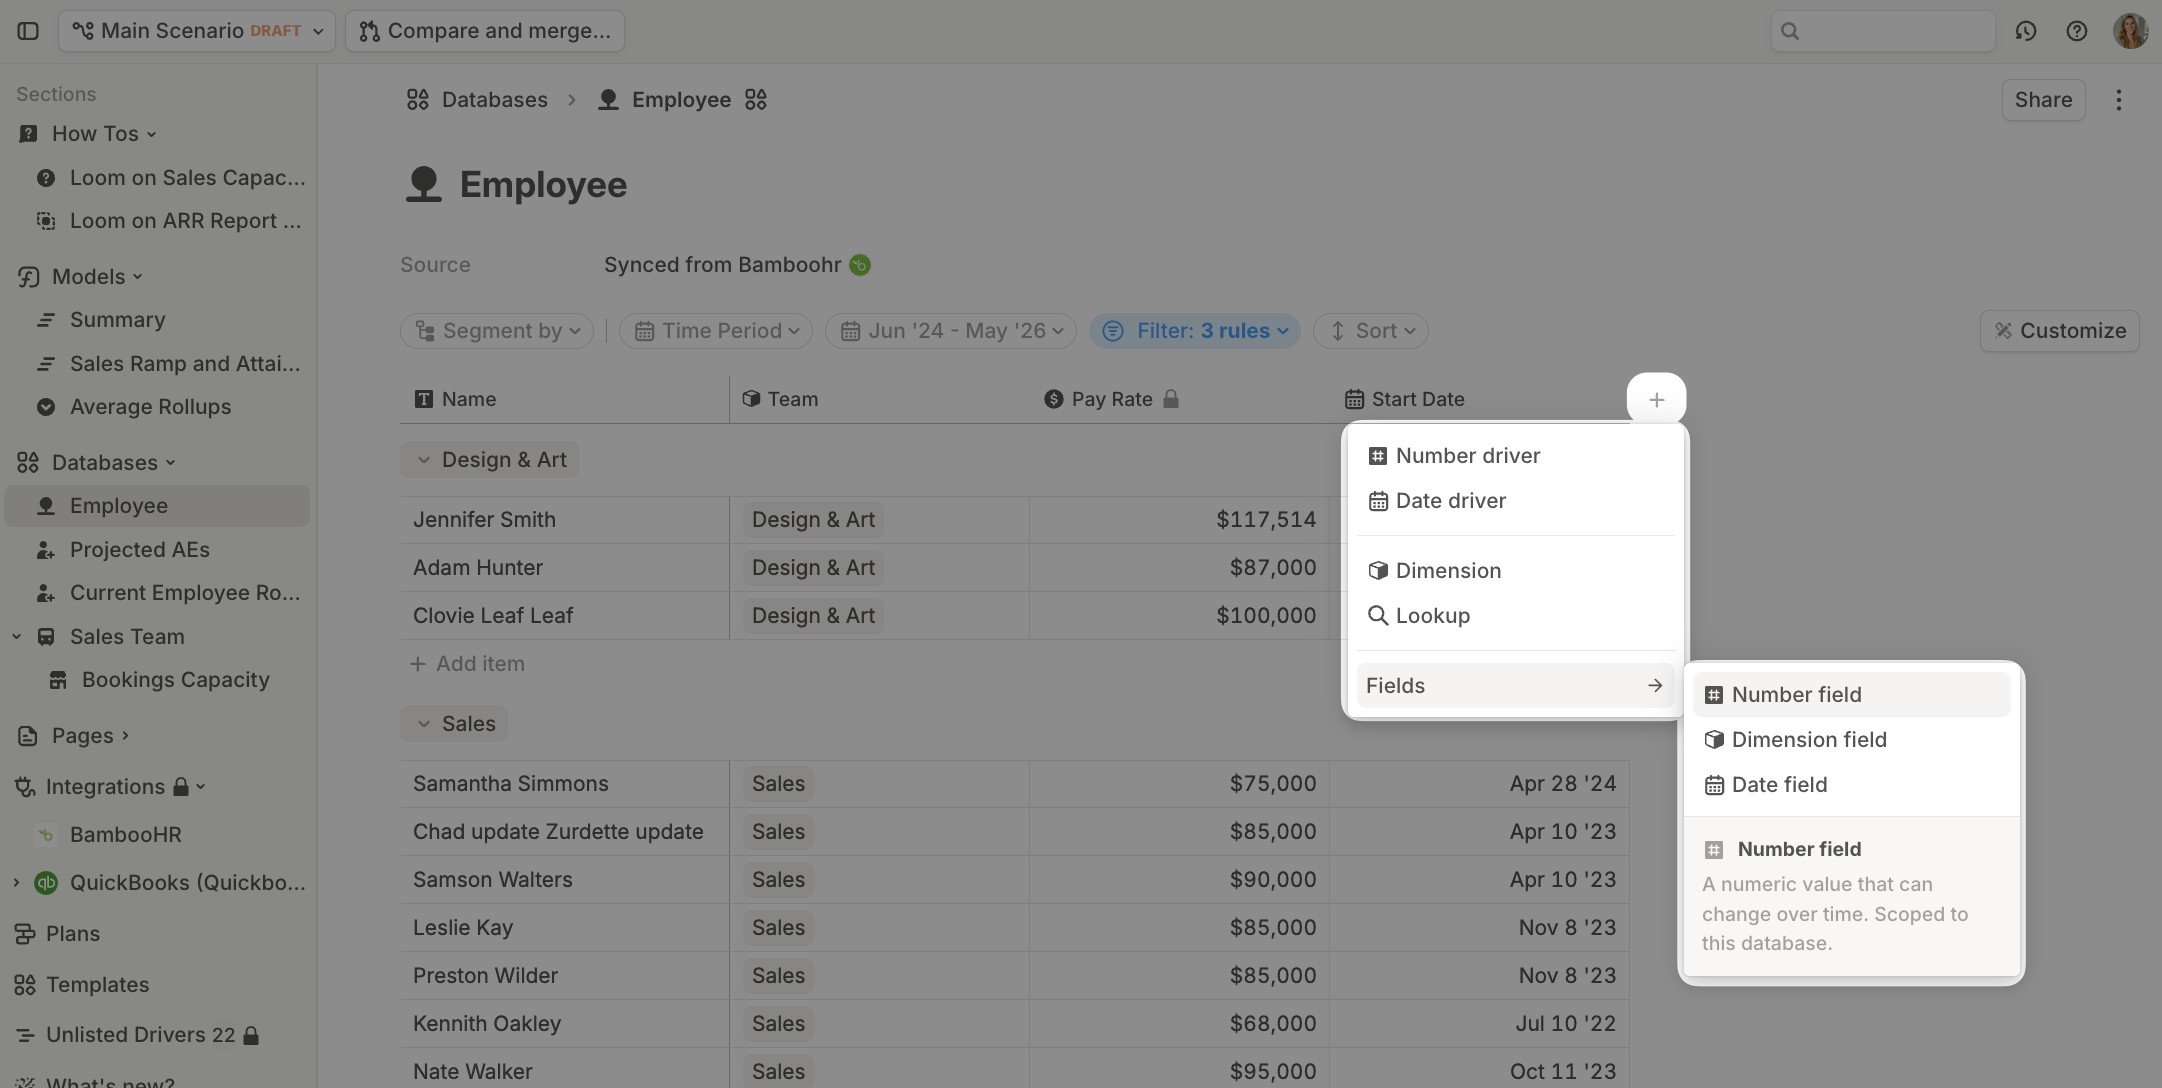 Main Scenario DRAFT
Compare and merge...
Sections
How Tos
Loom on Sales Capac...
Loom on ARR Report ...
Models
Summary
Sales Ramp and Attai...
Average Rollups
Databases
Employee
Projected AEs
Current Employee Ro...
Sales Team
Bookings Capacity
Pages
Integrations
BambooHR
qb QuickBooks (Quickbo...
Plans
Templates
Unlisted Drivers 22
What's new?
Databases > Employee
Share
Employee
Source Synced from Bamboohr
Segment by Time Period Jun '24 - May '26 Filter: 3 rules Sort Customize
Name Team Pay Rate Start Date +
Design & Art
Jennifer Smith Design & Art $117,514
Adam Hunter Design & Art $87,000
Clovie Leaf Leaf Design & Art $100,000
+ Add item
Sales
Samantha Simmons Sales $75,000 Apr 28 '24
Chad update Zurdette update Sales $85,000 Apr 10 '23
Samson Walters Sales $90,000 Apr 10 '23
Leslie Kay Sales $85,000 Nov 8 '23
Preston Wilder Sales $85,000 Nov 8 '23
Kennith Oakley Sales $68,000 Jul 10 '22
Nate Walker Sales $95,000 Oct 11 '23
Number driver
Date driver
Dimension
Lookup
Fields →
Number field
Dimension field
Date field
Number field
A numeric value that can
change over time. Scoped to
this database.